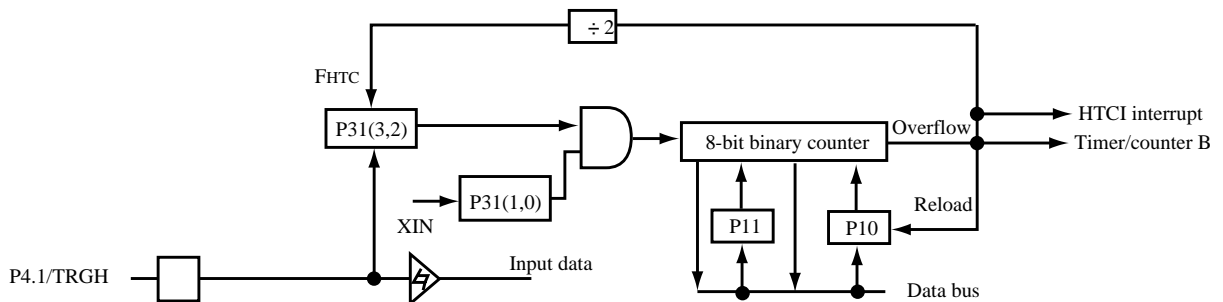 ÷ 2
FHTC
P31(3,2)
HTCI interrupt
Overflow
8-bit binary counter
Timer/counter B
P31(1,0)
XIN
P11
P10
Reload
P4.1/TRGH
Input data
Data bus